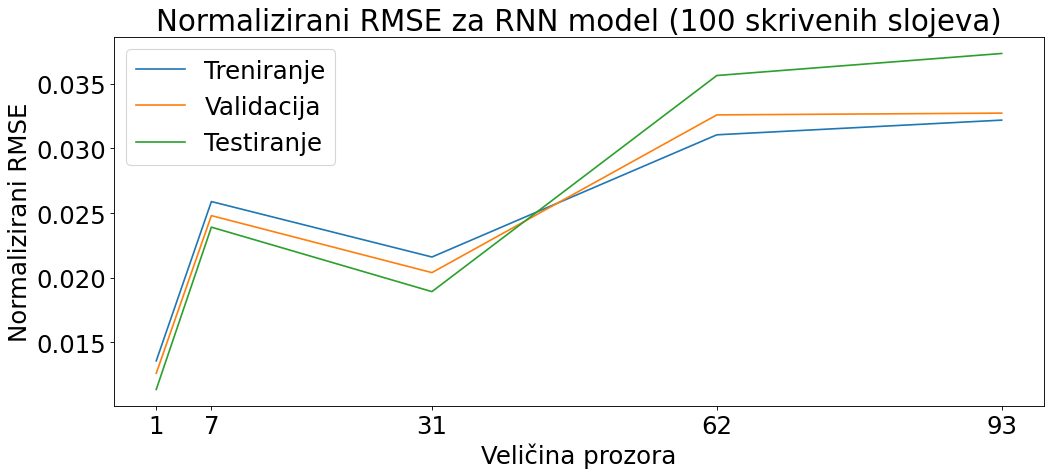 Normalizirani RMSE za RNN model (100 skrivenih slojeva)
Treniranje
Validacija
Testiranje
Normalizirani RMSE
0.035
0.030
0.025
0.020
0.015
1 7 31 62 93
Veličina prozora